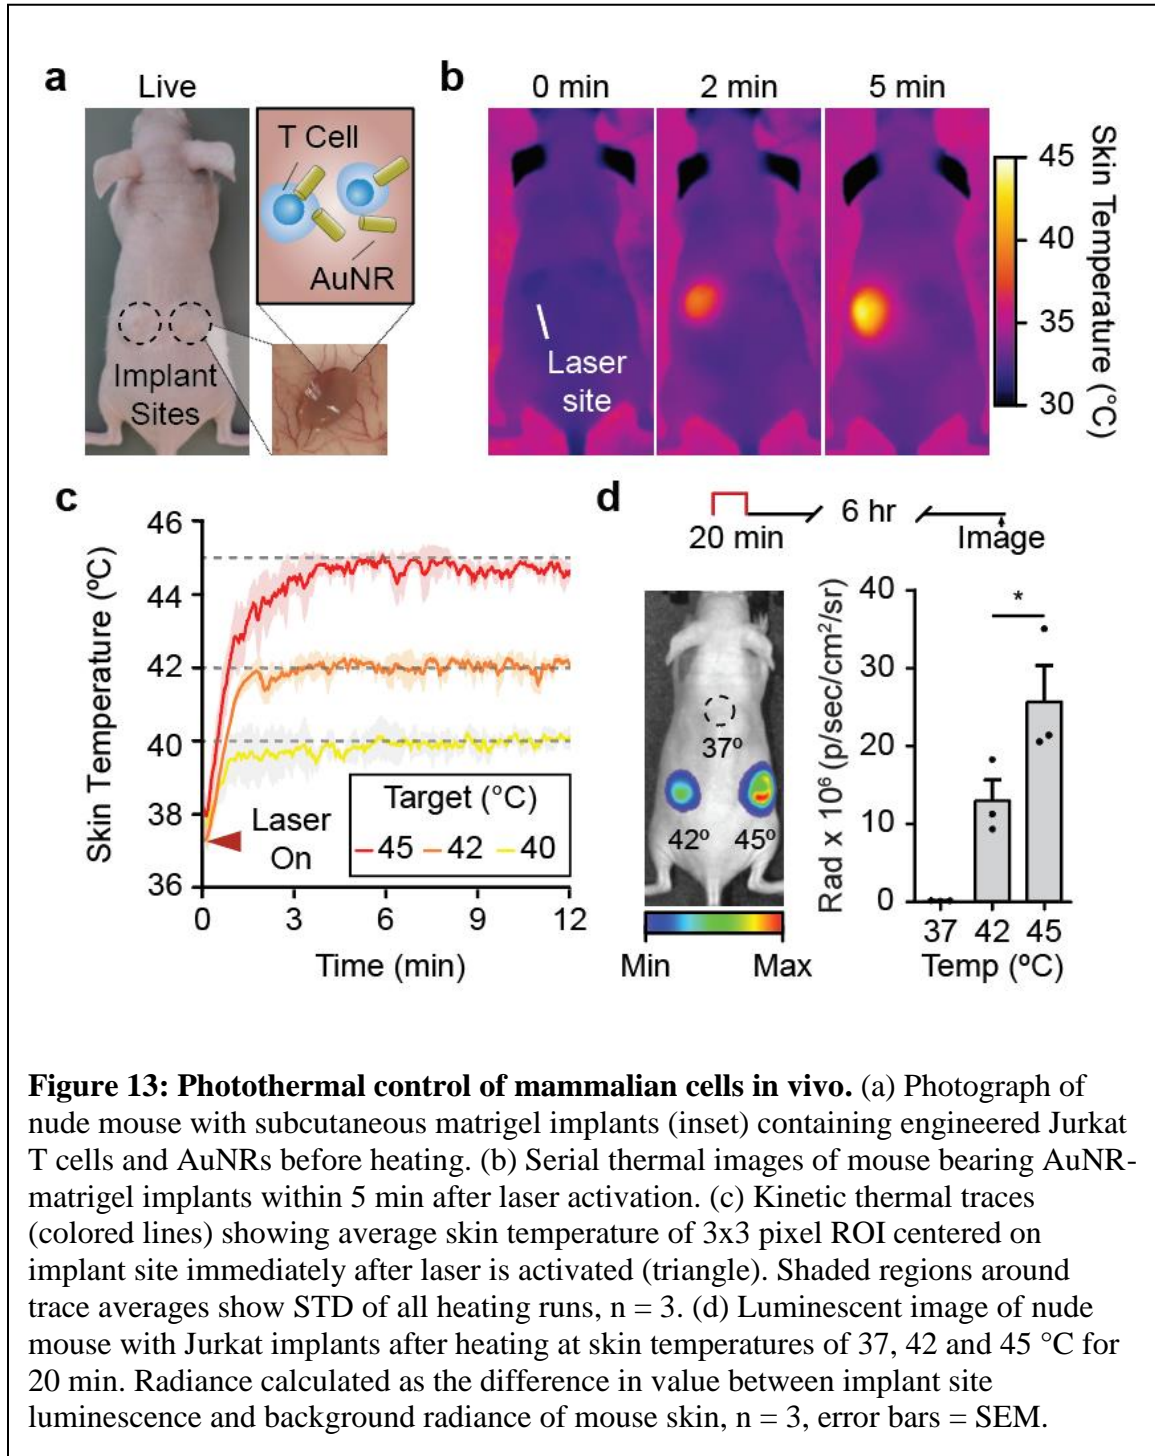 a
Live
T Cell
AuNR
Implant
Sites
b
0 min
2 min
5 min
Laser
site
45
40
35
30
Skin Temperature (°C)
c
46
44
42
40
38
36
Skin Temperature (ºC)
Laser
On
Target (°C)
45 42 40
0 3 6 9 12
Time (min)
d
20 min
6 hr
Image
37º
42º
45º
Min Max
40
30
20
10
0
Rad x 10⁶ (p/sec/cm²/sr)
*
37 42 45
Temp (ºC)
Figure 13: Photothermal control of mammalian cells in vivo. (a) Photograph of
nude mouse with subcutaneous matrigel implants (inset) containing engineered Jurkat
T cells and AuNRs before heating. (b) Serial thermal images of mouse bearing AuNR-
matrigel implants within 5 min after laser activation. (c) Kinetic thermal traces
(colored lines) showing average skin temperature of 3x3 pixel ROI centered on
implant site immediately after laser is activated (triangle). Shaded regions around
trace averages show STD of all heating runs, n = 3. (d) Luminescent image of nude
mouse with Jurkat implants after heating at skin temperatures of 37, 42 and 45 °C for
20 min. Radiance calculated as the difference in value between implant site
luminescence and background radiance of mouse skin, n = 3, error bars = SEM.